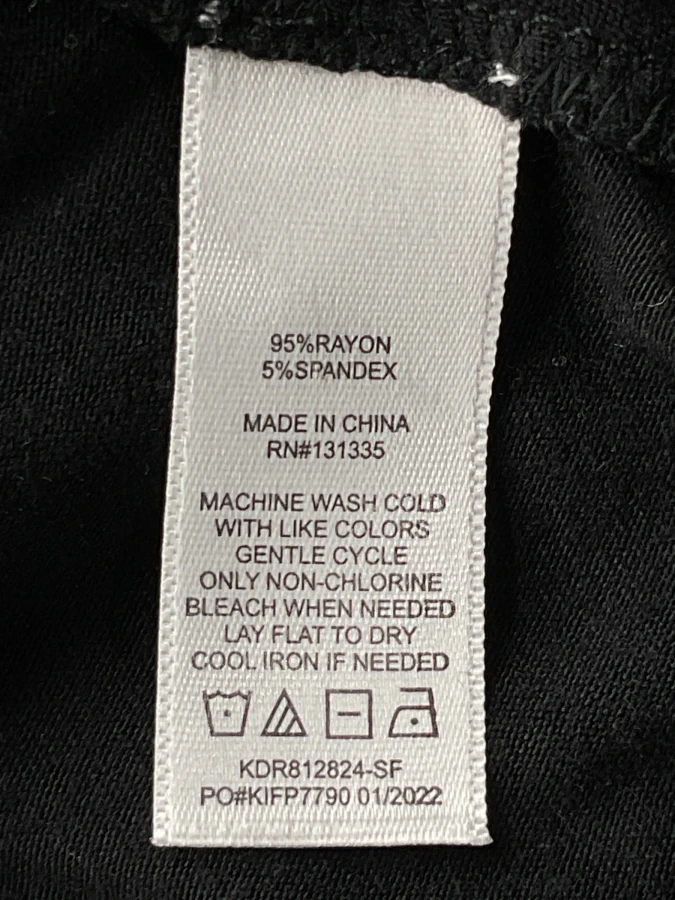 95%RAYON
5%SPANDEX
MADE IN CHINA
RN#131335
MACHINE WASH COLD
WITH LIKE COLORS
GENTLE CYCLE
ONLY NON-CHLORINE
BLEACH WHEN NEEDED
LAY FLAT TO DRY
COOL IRON IF NEEDED
KDR812824-SF
PO#KIFP7790 01/2022